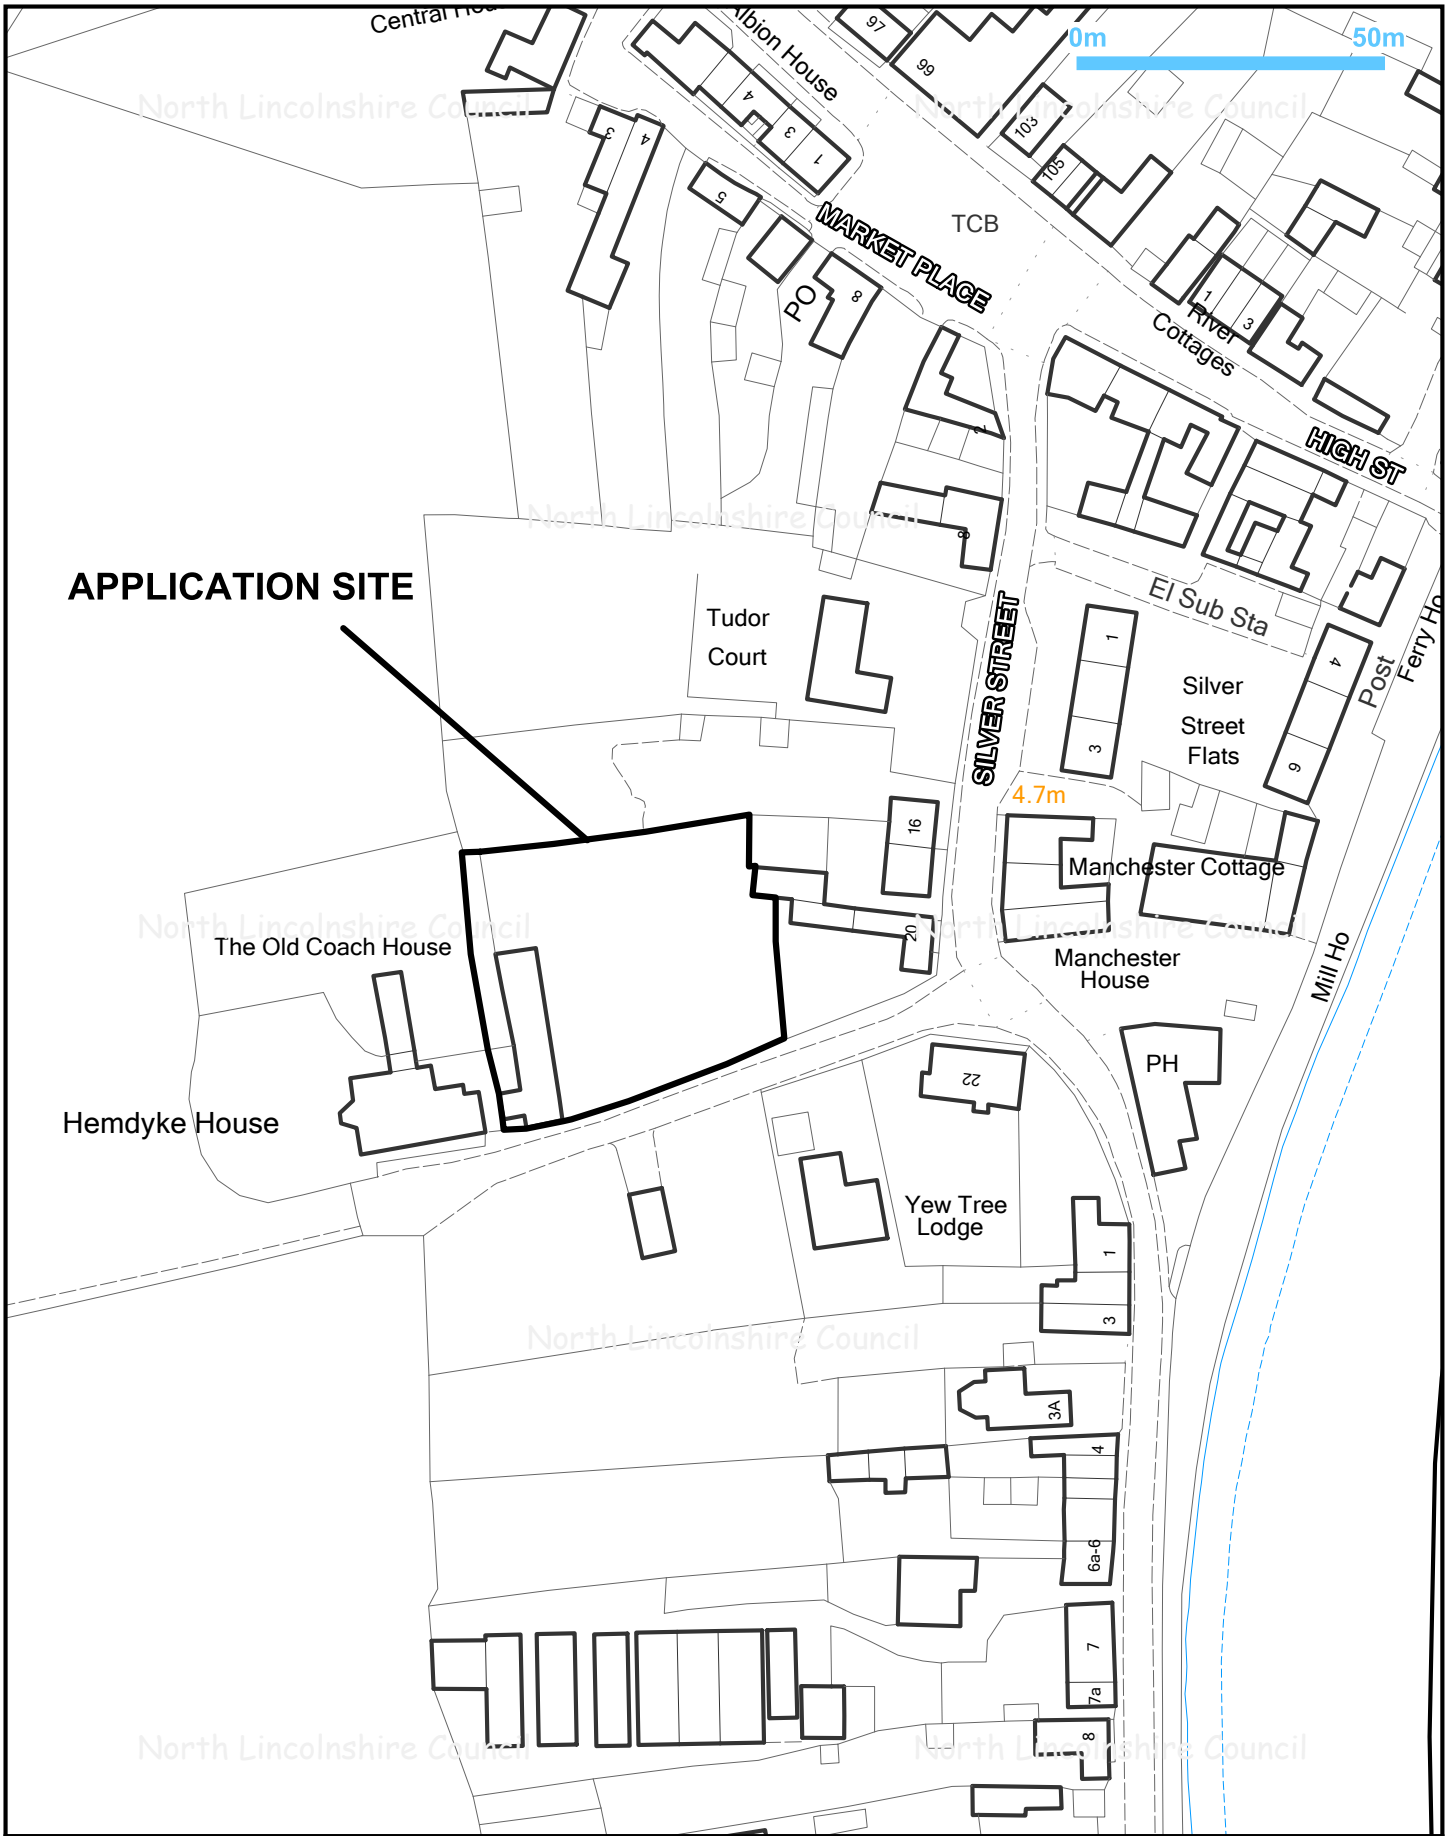 Central
Albion House
97
99
0m 50m
North Lincolnshire Council
North Lincolnshire Council
4
3
1
103
105
3
4
5
MARKET PLACE
TCB
PO
8
1
3
River
Cottages
2
HIGH ST
North Lincolnshire Council
8
APPLICATION SITE
El Sub Sta
Tudor
Court
SILVER STREET
1
3
Silver
Street
Flats
4
9
Post
Ferry Ho
4.7m
16
Manchester Cottage
North Lincolnshire Council
North Lincolnshire Council
The Old Coach House
20
Manchester
House
Mill Ho
PH
22
Hemdyke House
Yew Tree
Lodge
1
3
North Lincolnshire Council
3A
4
6a-6
7
7a
8
North Lincolnshire Council
North Lincolnshire Council